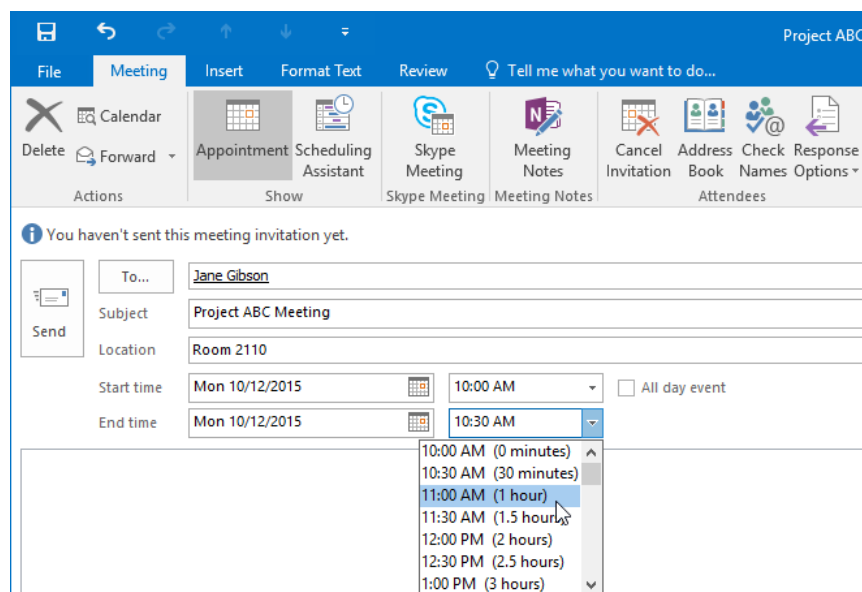 Project ABC
File Meeting Insert Format Text Review Tell me what you want to do...
Delete Calendar Forward Appointment Scheduling Assistant Skype Meeting Meeting Notes Cancel Invitation Address Book Check Names Response Options
Actions Show Skype Meeting Meeting Notes Attendees
You haven't sent this meeting invitation yet.
To... Jane Gibson
Send
Subject Project ABC Meeting
Location Room 2110
Start time Mon 10/12/2015 10:00 AM All day event
End time Mon 10/12/2015 10:30 AM
10:00 AM (0 minutes)
10:30 AM (30 minutes)
11:00 AM (1 hour)
11:30 AM (1.5 hours)
12:00 PM (2 hours)
12:30 PM (2.5 hours)
1:00 PM (3 hours)